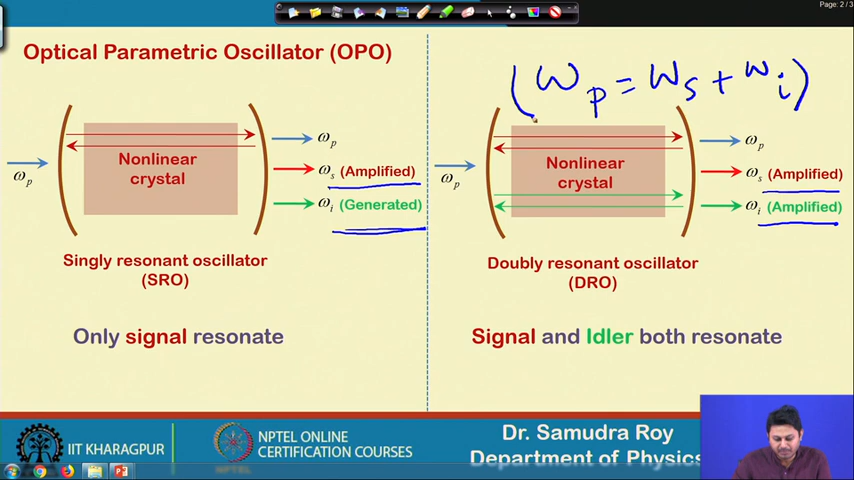 Page: 2 / 3
Optical Parametric Oscillator (OPO)
(ωp = ωs + ωi)
ωp
Nonlinear
crystal
ωp
ωs (Amplified)
ωi (Generated)
Singly resonant oscillator
(SRO)
Only signal resonate
ωp
Nonlinear
crystal
ωp
ωs (Amplified)
ωi (Amplified)
Doubly resonant oscillator
(DRO)
Signal and Idler both resonate
IIT KHARAGPUR
NPTEL
NPTEL ONLINE
CERTIFICATION COURSES
Dr. Samudra Roy
Department of Physics